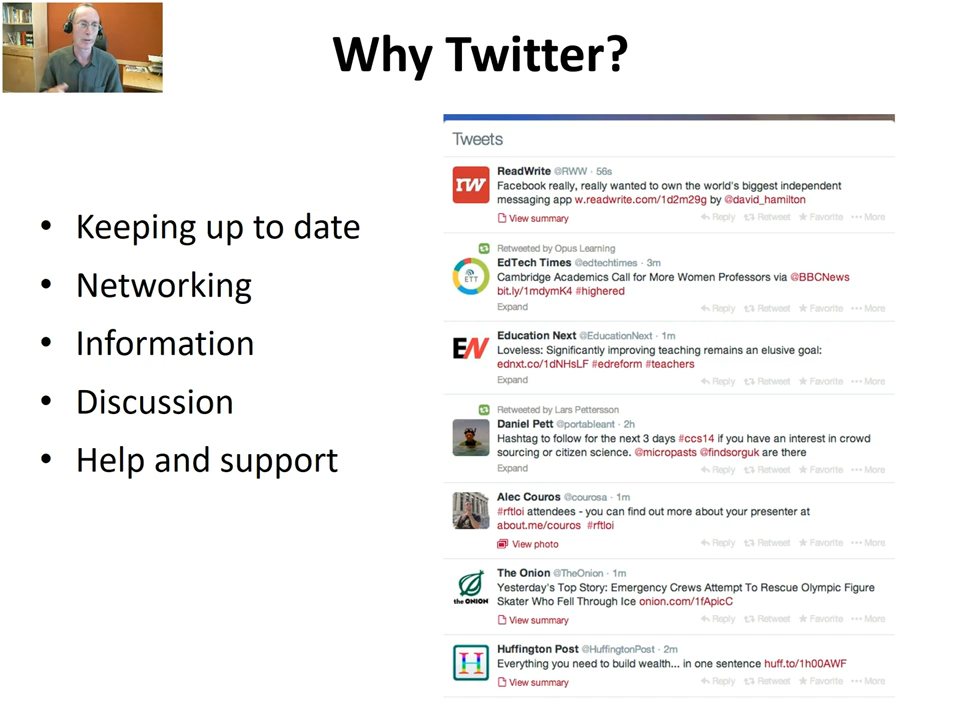 Why Twitter?
• Keeping up to date
• Networking
• Information
• Discussion
• Help and support
Tweets
rw
ReadWrite @RWW · 56s
Facebook really, really wanted to own the world's biggest independent
messaging app w.readwrite.com/1d2m29g by @david_hamilton
View summary
Reply Retweet Favorite More
Retweeted by Opus Learning
ETT
EdTech Times @edtechtimes · 3m
Cambridge Academics Call for More Women Professors via @BBCNews
bit.ly/1mdymK4 #highered
Expand
Reply Retweet Favorite More
EN
Education Next @EducationNext · 1m
Loveless: Significantly improving teaching remains an elusive goal:
ednxt.co/1dNHsLF #edreform #teachers
Expand
Reply Retweet Favorite More
Retweeted by Lars Pettersson
Daniel Pett @portableant · 2h
Hashtag to follow for the next 3 days #ccs14 if you have an interest in crowd
sourcing or citizen science. @micropasts @findsorguk are there
Expand
Reply Retweet Favorite More
Alec Couros @courosa · 1m
#rftloi attendees - you can find out more about your presenter at
about.me/couros #rftloi
View photo
Reply Retweet Favorite More
the ONION
The Onion @TheOnion · 1m
Yesterday's Top Story: Emergency Crews Attempt To Rescue Olympic Figure
Skater Who Fell Through Ice onion.com/1fApicC
View summary
Reply Retweet Favorite More
H
Huffington Post @HuffingtonPost · 2m
Everything you need to build wealth... in one sentence huff.to/1h00AWF
View summary
Reply Retweet Favorite More